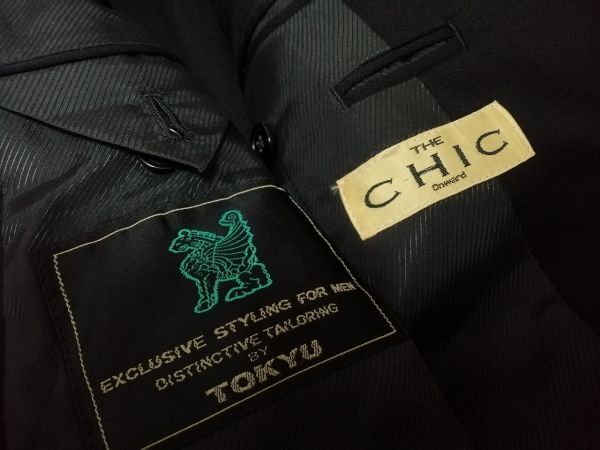 THE
CHIC
Onward
EXCLUSIVE STYLING FOR MEN
DISTINCTIVE TAILORING
BY
TOKYU